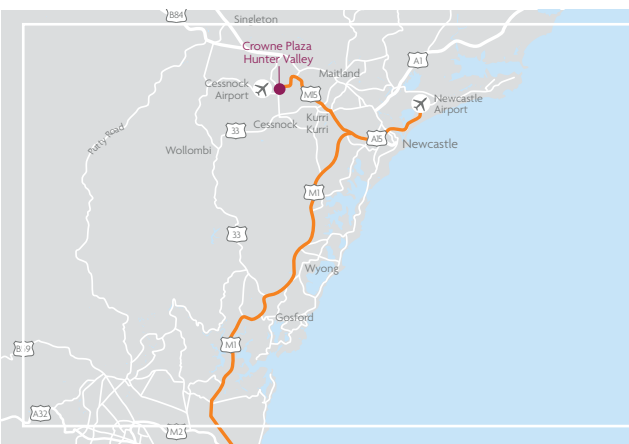 B84
Singleton
Crowne Plaza
Hunter Valley
A1
Cessnock
Airport
Maitland
M15
Newcastle
Airport
33
Cessnock
Kurri
Kurri
A15
Newcastle
Putty Road
Wollombi
M1
33
Wyong
Gosford
M1
B59
A32
M2